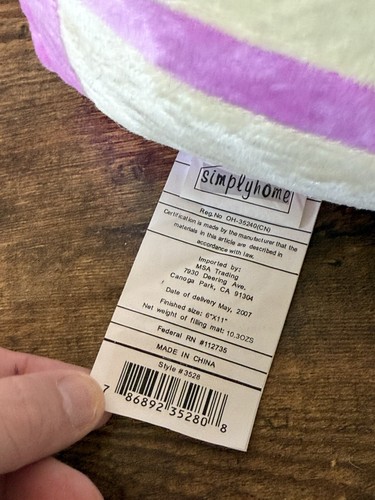 simplyhome
Reg.No OH-35240(CN)
Certification is made by the manufacturer that the
materials in this article are described in
accordance with law.
Imported by:
MSA Trading
7930 Deering Ave,
Canoga Park, CA 91304
Date of delivery May, 2007
Finished size: 6"X11"
Net weight of filling mat: 10.3OZS
Federal RN #112735
MADE IN CHINA
Style #3528
7 86892 35280 8